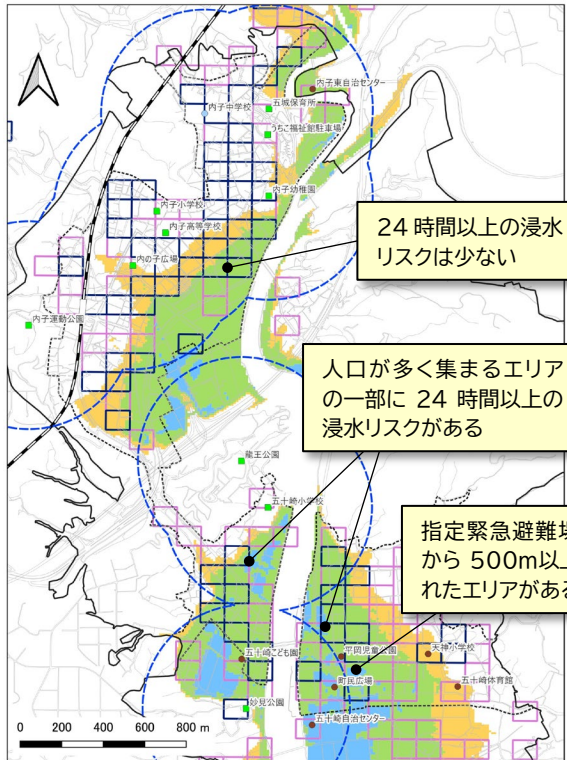 内子東自治センター
五城保育所
内子中学校
うちこ福祉館駐車場
内子幼稚園
内子小学校
内子高等学校
内の子広場
内子運動公園
24 時間以上の浸水
リスクは少ない
人口が多く集まるエリア
の一部に 24 時間以上の
浸水リスクがある
龍王公園
五十崎小学校
指定緊急避難場
から 500m以上
れたエリアがある
五十崎こども園
平岡児童公園
天神小学校
町民広場
五十崎体育館
妙見公園
五十崎自治センター
0 200 400 600 800 m